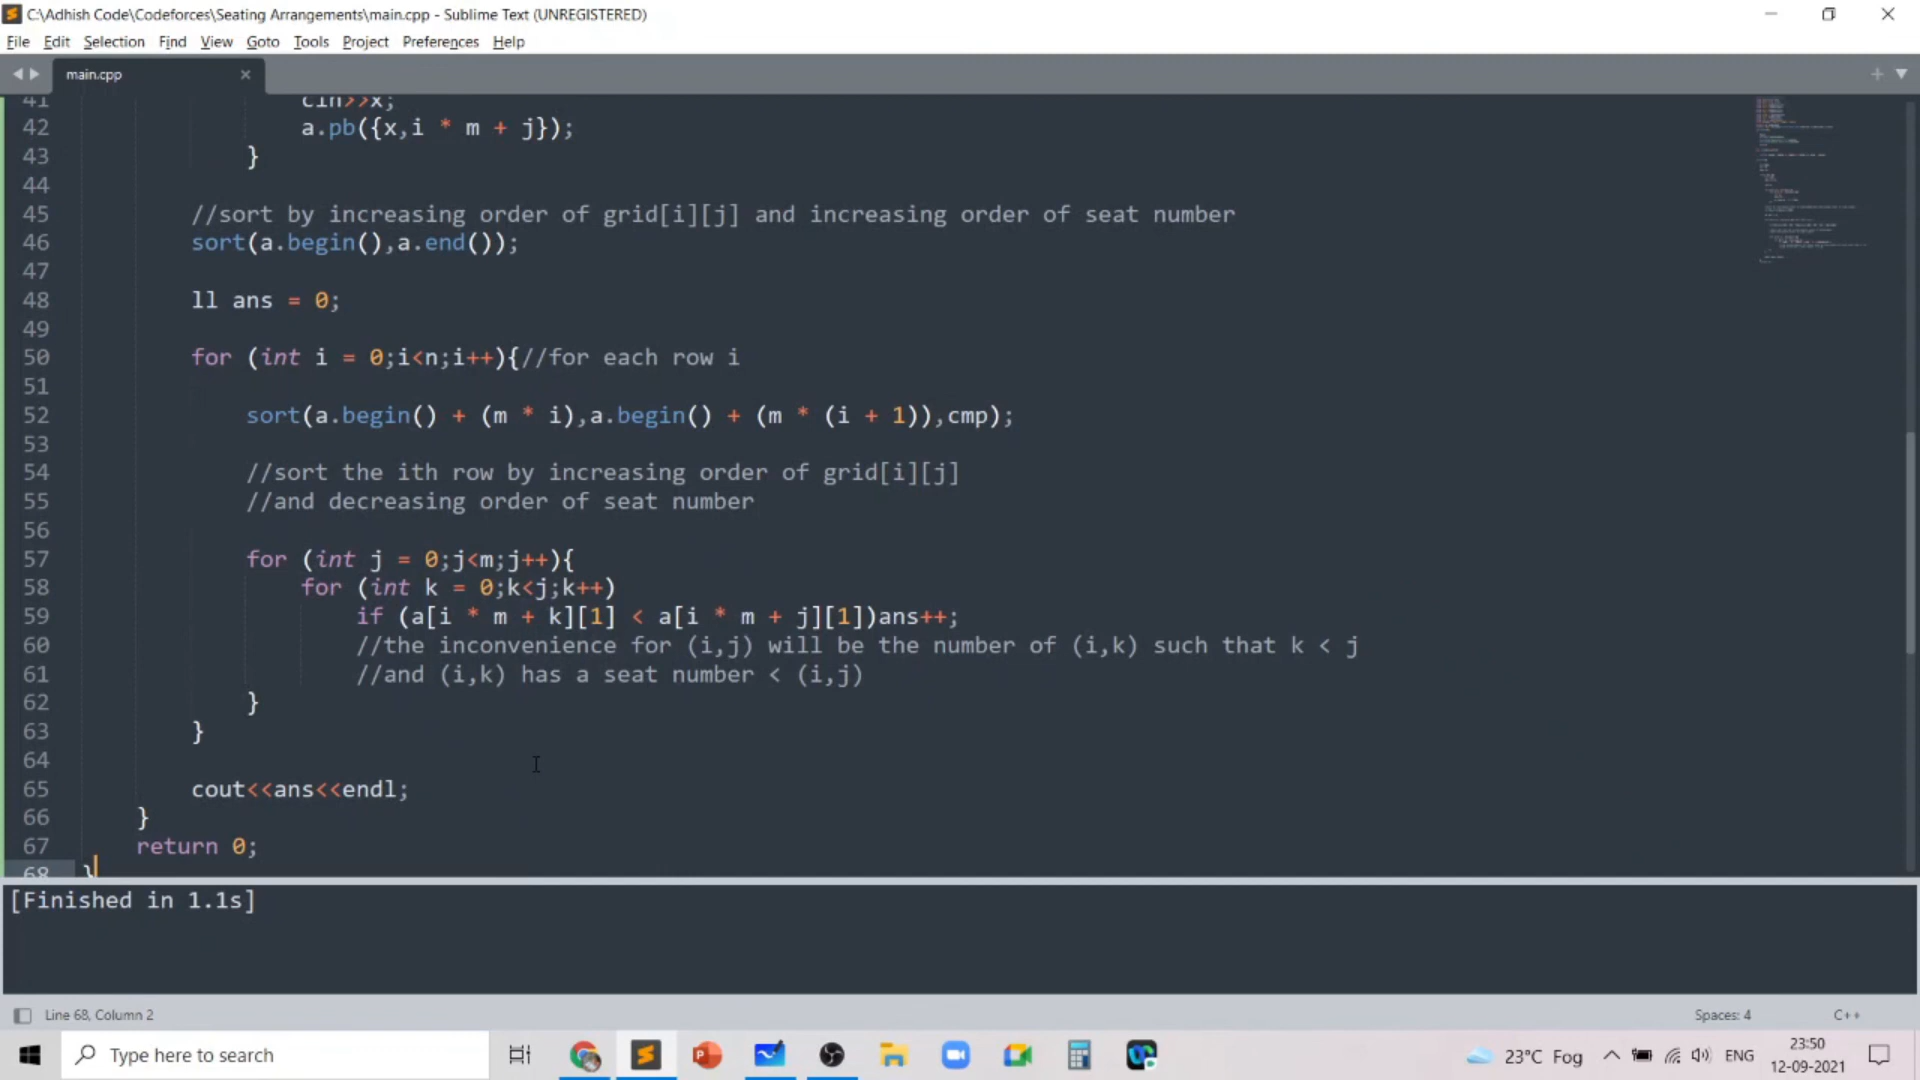 C:\Adhish Code\Codeforces\Seating Arrangements\main.cpp - Sublime Text (UNREGISTERED)
File Edit Selection Find View Goto Tools Project Preferences Help
main.cpp
41 cin>>x;
42 a.pb({x,i * m + j});
43 }
44
45 //sort by increasing order of grid[i][j] and increasing order of seat number
46 sort(a.begin(),a.end());
47
48 ll ans = 0;
49
50 for (int i = 0;i<n;i++){//for each row i
51
52 sort(a.begin() + (m * i),a.begin() + (m * (i + 1)),cmp);
53
54 //sort the ith row by increasing order of grid[i][j]
55 //and decreasing order of seat number
56
57 for (int j = 0;j<m;j++){
58 for (int k = 0;k<j;k++)
59 if (a[i * m + k][1] < a[i * m + j][1])ans++;
60 //the inconvenience for (i,j) will be the number of (i,k) such that k < j
61 //and (i,k) has a seat number < (i,j)
62 }
63 }
64
65 cout<<ans<<endl;
66 }
67 return 0;
68 }
[Finished in 1.1s]
Line 68, Column 2 Spaces: 4 C++
Type here to search 23°C Fog ENG 23:50
12-09-2021